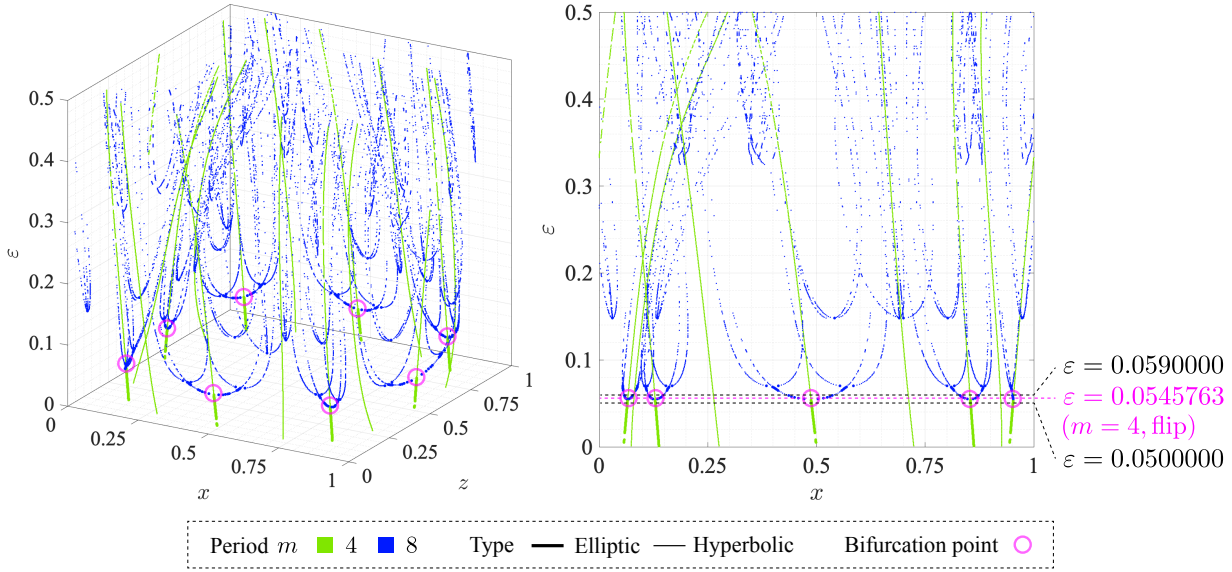 0.5
0.4
0.3
ε
0.2
0.1
0
0
0.25
0.5
0.75
1
x
0
0.25
0.5
0.75
1
z
0.5
0.4
0.3
ε
0.2
0.1
0
0
0.25
0.5
0.75
1
x
ε = 0.0590000
ε = 0.0545763
(m = 4, flip)
ε = 0.0500000
Period m 4 8 Type Elliptic Hyperbolic Bifurcation point